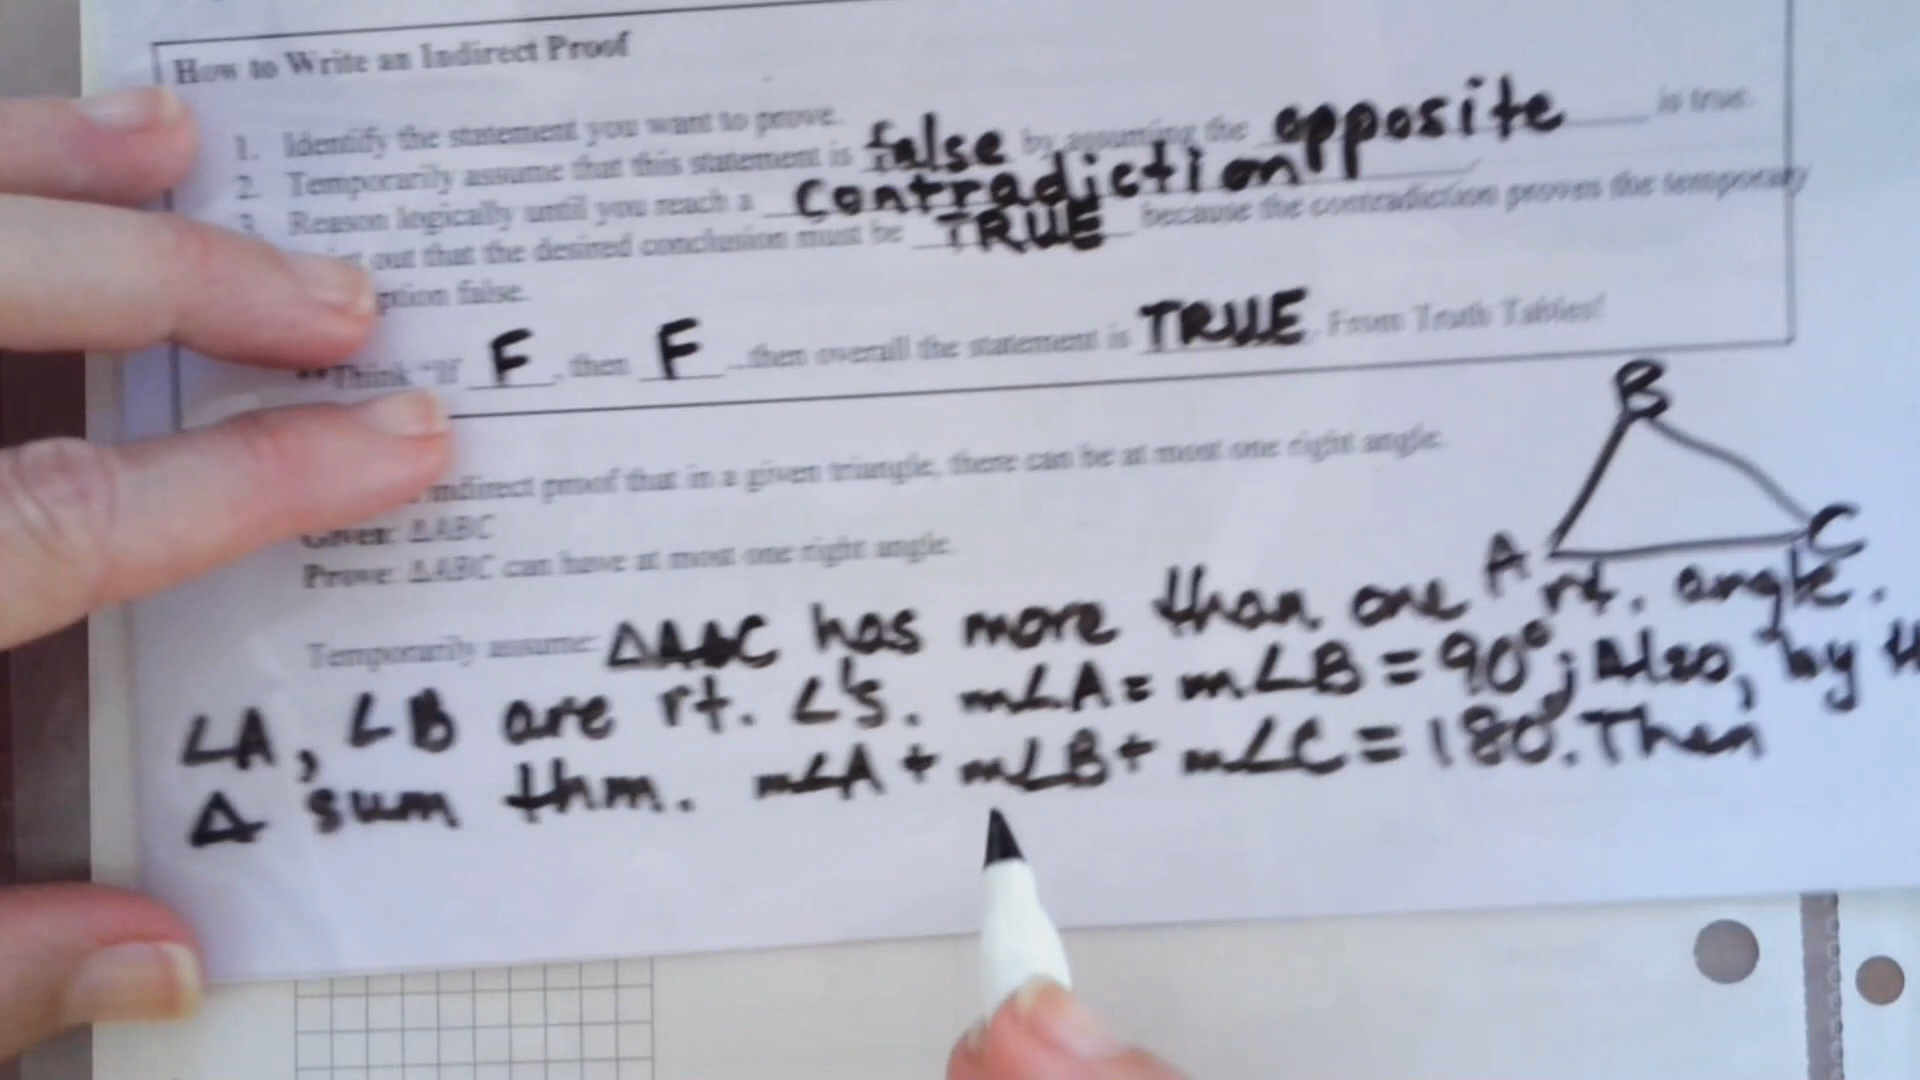 How to Write an Indirect Proof
1. Identify the statement you want to prove.
2. Temporarily assume that this statement is false by assuming the opposite is true.
3. Reason logically until you reach a contradiction.
out that the desired conclusion must be TRUE because the contradiction proves the temporary
ption false.
**Think "If F, then F ...then overall the statement is TRUE. From Truth Tables!
B
indirect proof that in a given triangle, there can be at most one right angle.
Given: ΔABC
A C
Prove: ΔABC can have at most one right angle.
Temporarily assume: ΔABC has more than one rt. angle.
∠A, ∠B are rt. ∠'s. m∠A = m∠B = 90°; Also, by
Δ sum thm. m∠A + m∠B + m∠C = 180°. Then